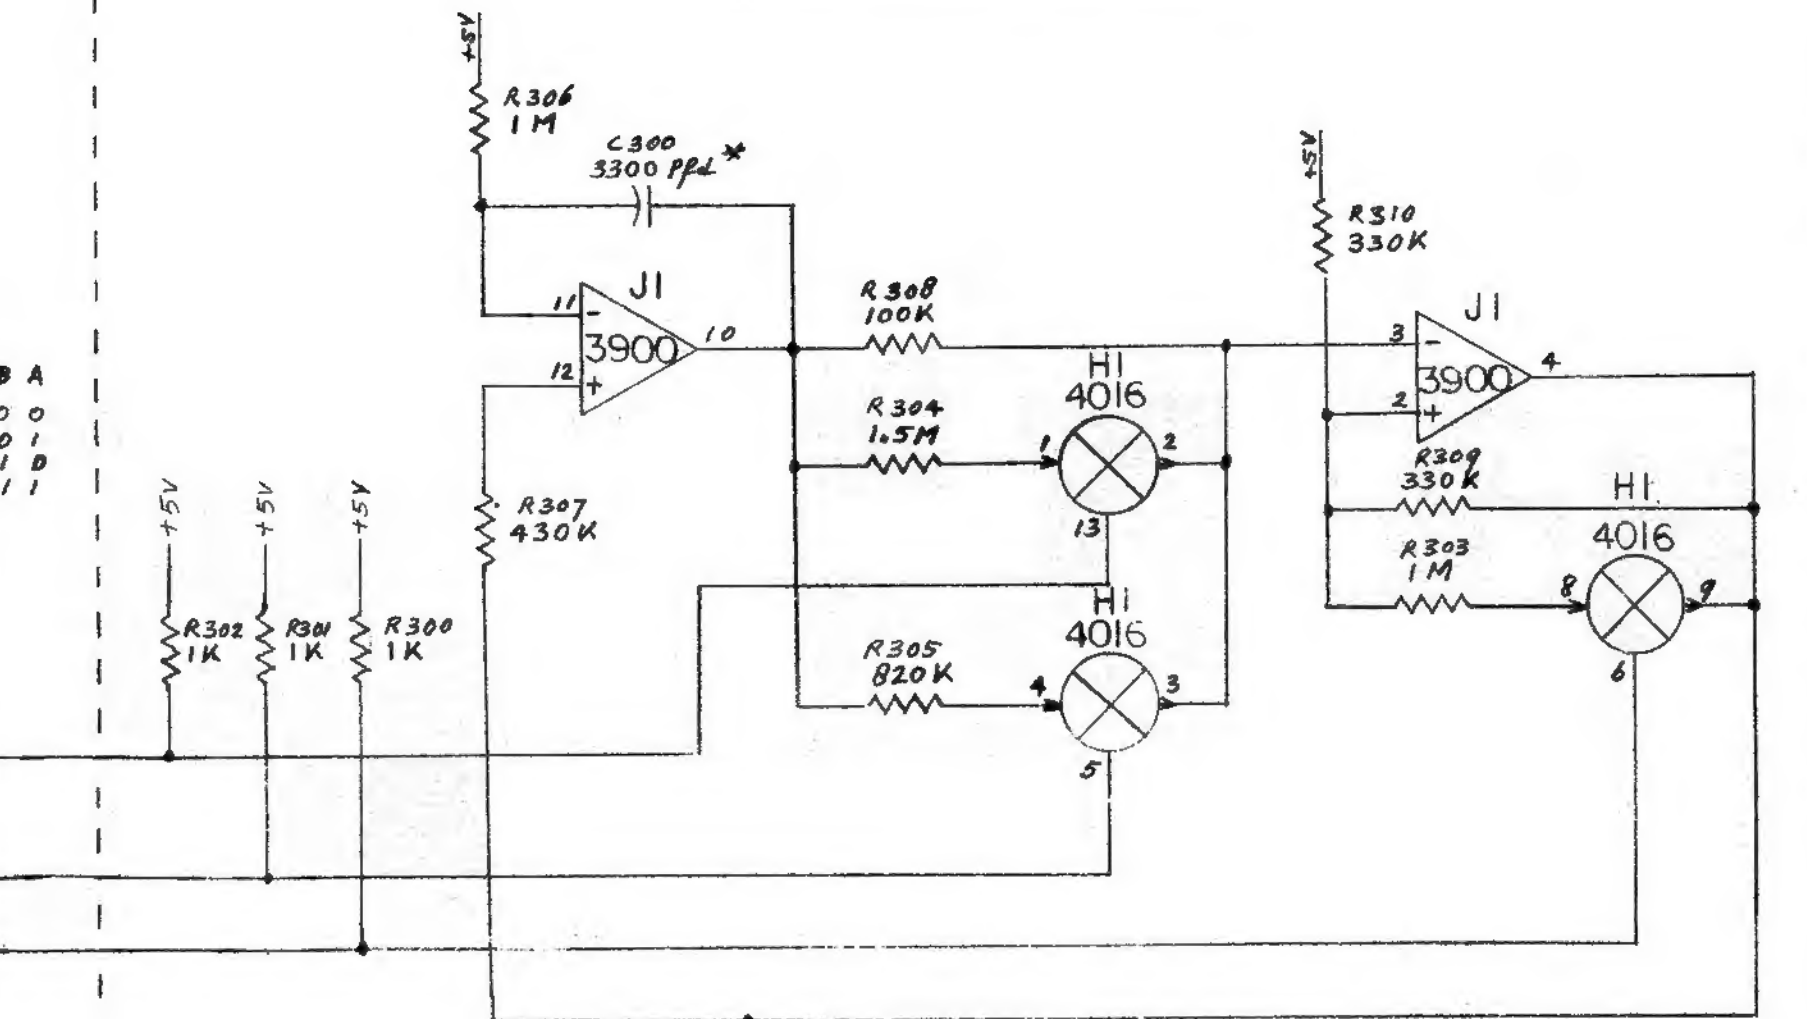 +5V
R306
1M
C300
3300 Pfd *
+5V
R310
330K
J1
11
-
3900
10
12
+
R308
100K
J1
3
-
3900
4
2
+
H1
4016
R304
1.5M
1
2
13
B A
0 0
0 1
1 0
1 1
R309
330K
H1
4016
R303
1M
8
9
6
+5V
+5V
+5V
R307
430K
R302
1K
R301
1K
R300
1K
H1
4016
R305
820K
4
3
5